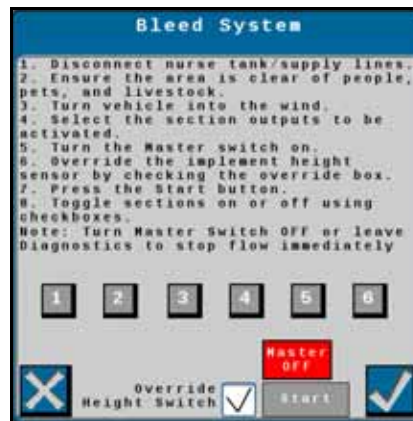 Bleed System
1. Disconnect nurse tank/supply lines.
2. Ensure the area is clear of people,
pets, and livestock.
3. Turn vehicle into the wind.
4. Select the section outputs to be
activated.
5. Turn the Master switch on.
6. Override the implement height
sensor by checking the override box.
7. Press the Start button.
8. Toggle sections on or off using
checkboxes.
Note: Turn Master Switch OFF or leave
Diagnostics to stop flow immediately
1 2 3 4 5 6
Master
OFF
Override
Height Switch
Start